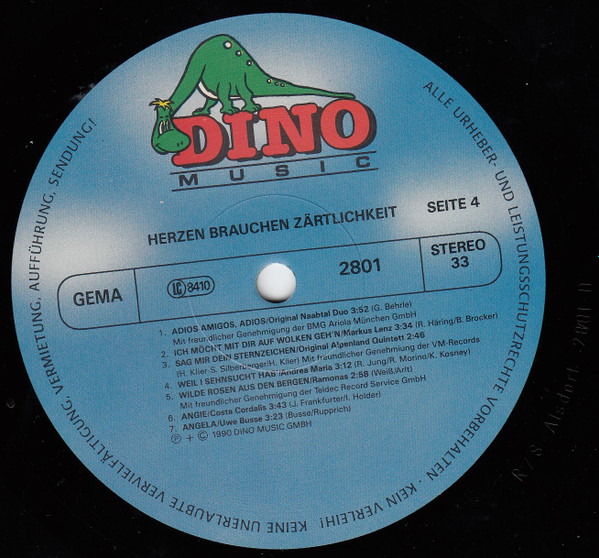 DINO
MUSIC
HERZEN BRAUCHEN ZÄRTLICHKEIT SEITE 4
GEMA LC 8410 2801 STEREO
33
1. ADIOS AMIGOS, ADIOS/Original Naabtal Duo 3:52 (G. Behrle)
Mit freundlicher Genehmigung der BMG Ariola München GmbH
2. ICH MÖCHT MIT DIR AUF WOLKEN GEH'N/Markus Lenz 3:34 (R. Häring/B. Brocker)
3. SAG MIR DEIN STERNZEICHEN/Original Alpenland Quintett 2:46
(H. Klier-S. Silberberger/H. Klier) Mit freundlicher Genehmigung der VM-Records
4. WEIL I SEHNSUCHT HAB'/Andrea Maria 3:12 (R. Jung/R. Morino/K. Kosney)
5. WILDE ROSEN AUS DEN BERGEN/Ramonas 2:58 (Weiß/Arlt)
Mit freundlicher Genehmigung der Teldec Record Service GmbH
6. ANGIE/Costa Cordalis 3:43 (J. Frankfurter/I. Holder)
7. ANGELA/Uwe Busse 3:23 (Busse/Rupprich)
Ⓟ + © 1990 DINO MUSIC GMBH
ALLE URHEBER- UND LEISTUNGSSCHUTZRECHTE VORBEHALTEN · KEIN VERLEIH! KEINE UNERLAUBTE VERVIELFÄLTIGUNG, VERMIETUNG, AUFFÜHRUNG, SENDUNG!
R/S Alsdorf 2801 D